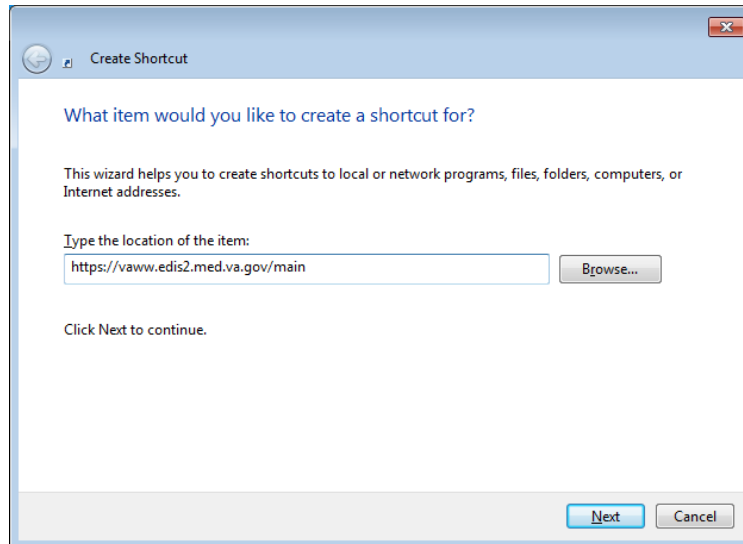 Create Shortcut
What item would you like to create a shortcut for?
This wizard helps you to create shortcuts to local or network programs, files, folders, computers, or
Internet addresses.
Type the location of the item:
https://vaww.edis2.med.va.gov/main
Browse...
Click Next to continue.
Next
Cancel